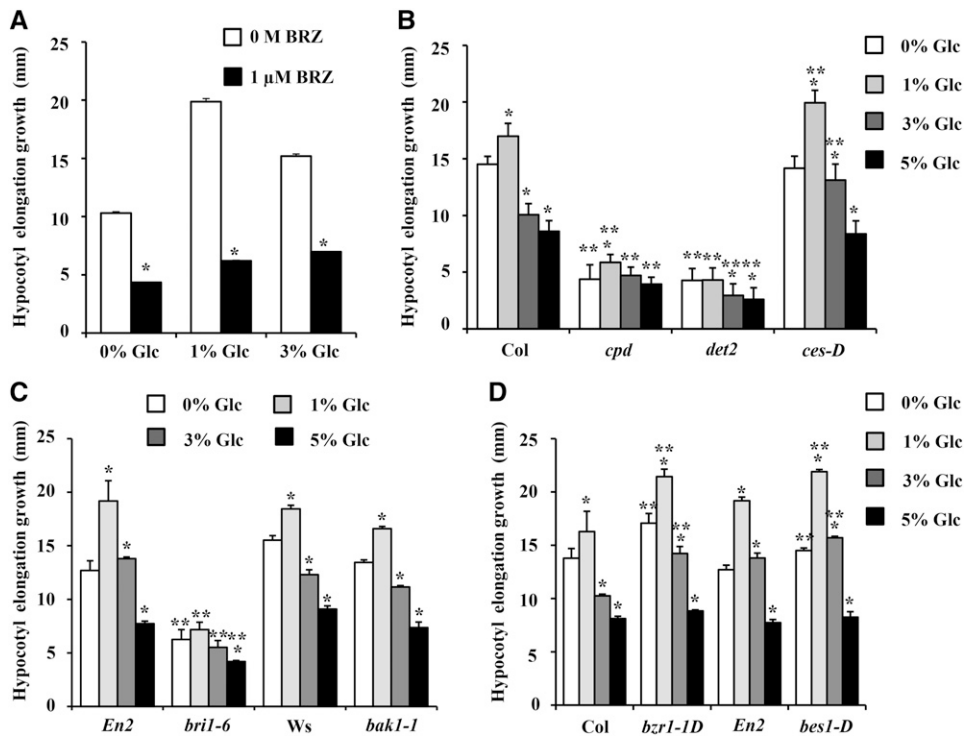 A
Hypocotyl elongation growth (mm)
25
20
15
10
5
0
0 M BRZ
1 µM BRZ
*
*
*
0% Glc
1% Glc
3% Glc
B
Hypocotyl elongation growth (mm)
25
20
15
10
5
0
0% Glc
1% Glc
3% Glc
5% Glc
*
*
*
**
**
*
**
**
**
**
**
*
**
*
**
*
**
*
*
Col
cpd
det2
ces-D
C
Hypocotyl elongation growth (mm)
25
20
15
10
5
0
0% Glc
1% Glc
3% Glc
5% Glc
*
*
*
**
**
**
**
*
*
*
*
*
*
*
En2
bri1-6
Ws
bak1-1
D
Hypocotyl elongation growth (mm)
25
20
15
10
5
0
0% Glc
1% Glc
3% Glc
5% Glc
*
*
*
**
**
*
**
*
*
*
*
*
**
**
*
**
*
*
Col
bzr1-1D
En2
bes1-D